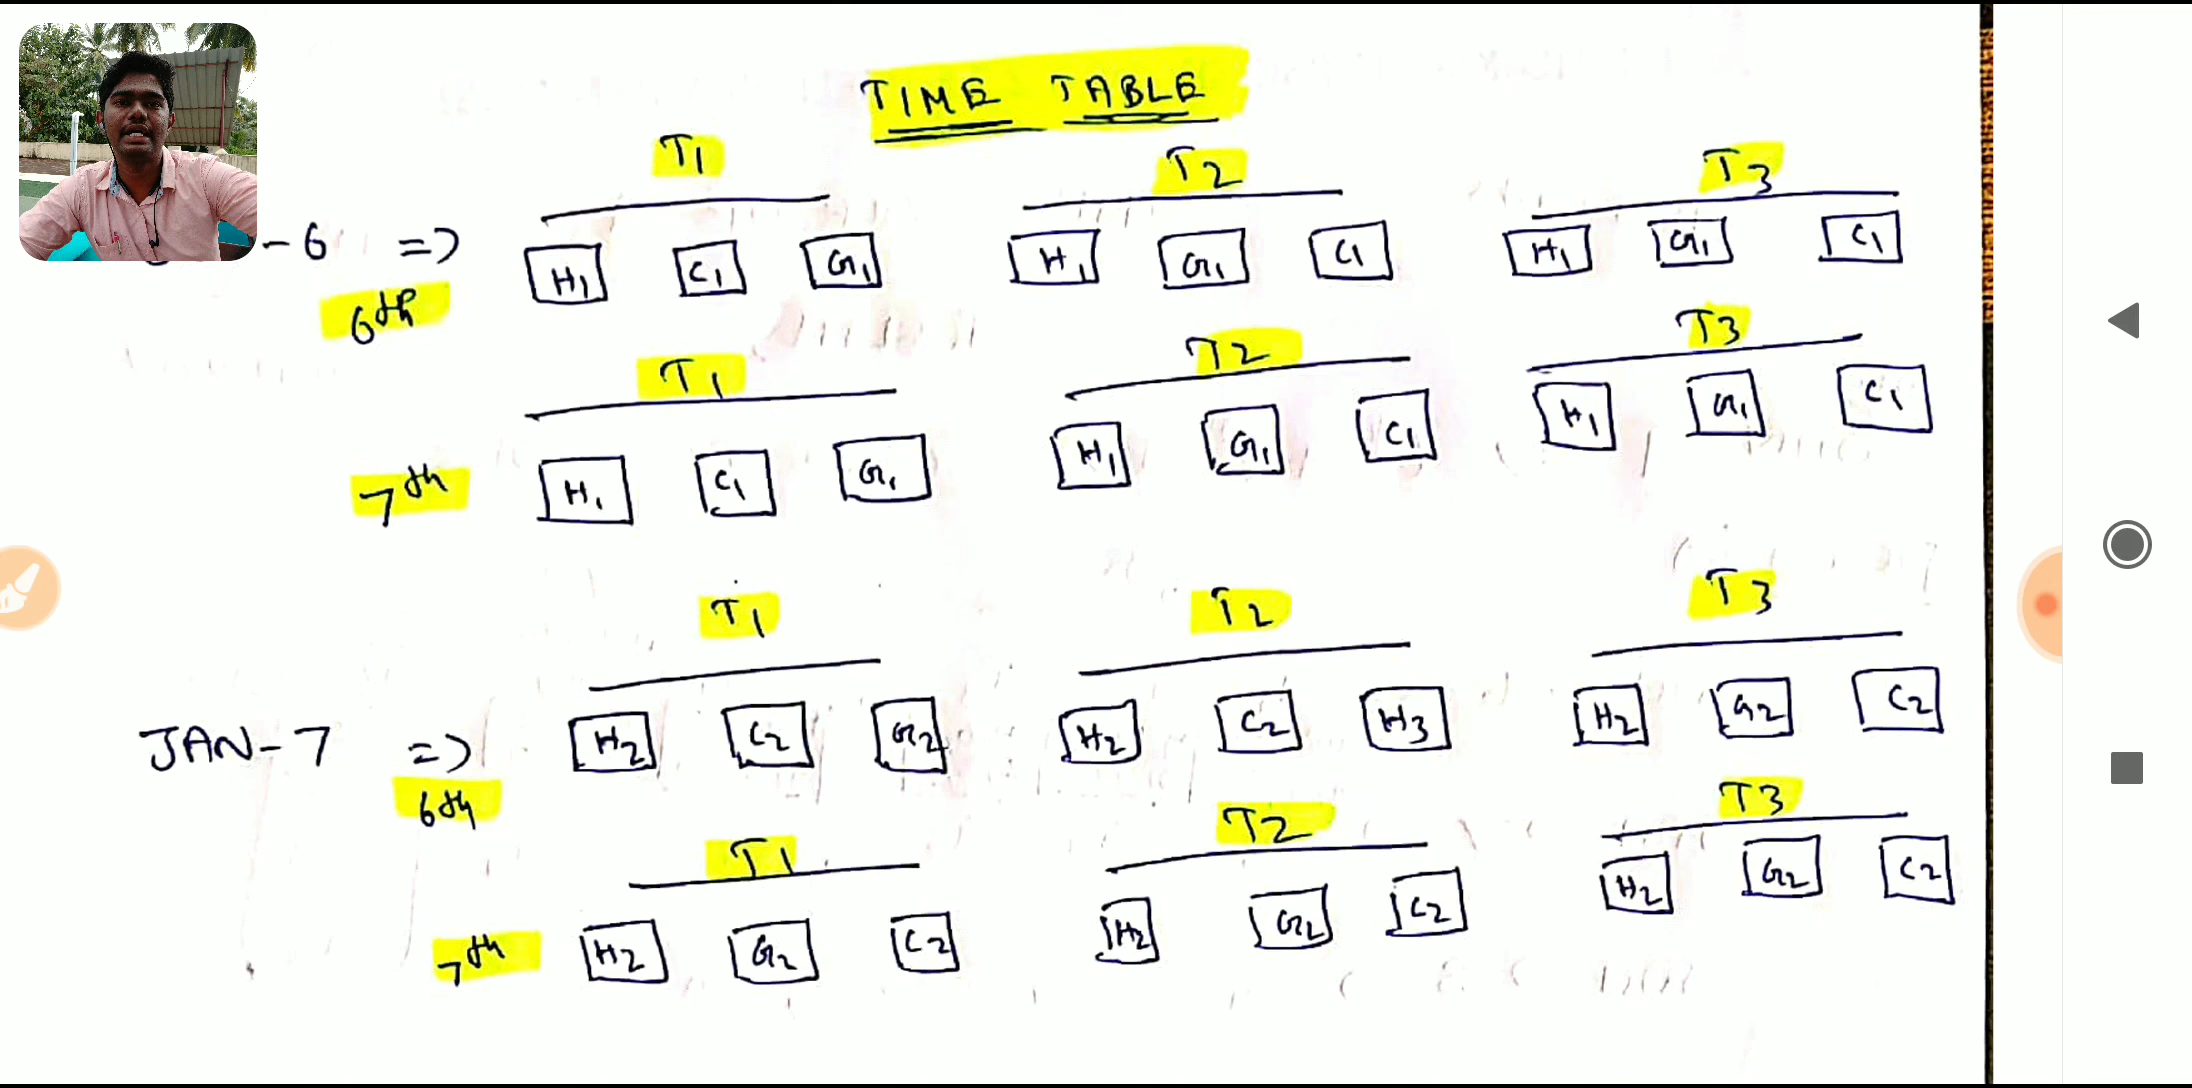 TIME TABLE
T1 T2 T3
-6 => H1 C1 G1 H1 G1 C1 H1 G1 C1
6th
T1 T2 T3
7th H1 C1 G1 H1 G1 C1 H1 G1 C1
T1 T2 T3
JAN-7 => H2 C2 G2 H2 C2 H3 H2 G2 C2
6th
T1 T2 T3
7th H2 G2 C2 H2 G2 C2 H2 G2 C2